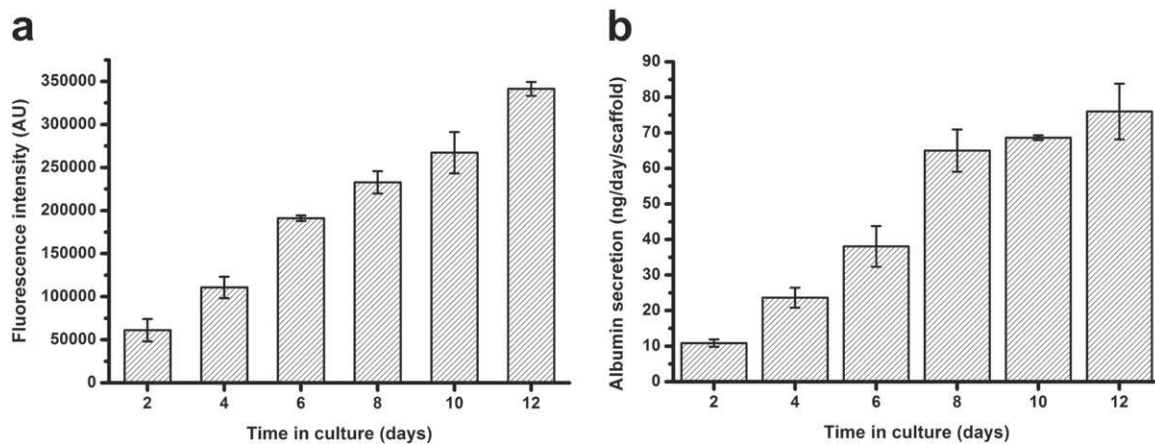 a
Fluorescence intensity (AU)
350000
300000
250000
200000
150000
100000
50000
0
2 4 6 8 10 12
Time in culture (days)
b
Albumin secretion (ng/day/scaffold)
90
80
70
60
50
40
30
20
10
0
2 4 6 8 10 12
Time in culture (days)